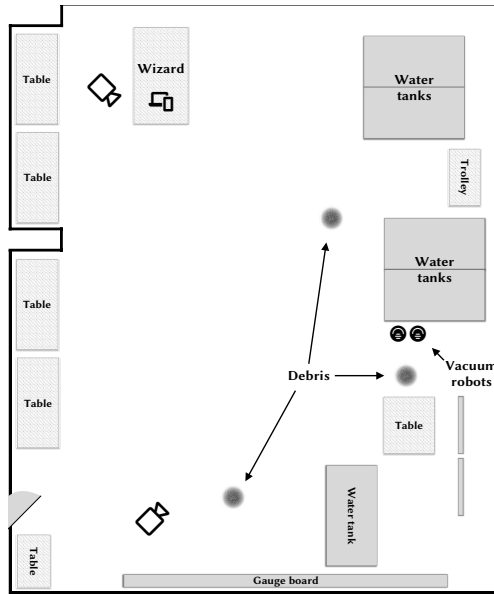 Table
Wizard
Water
tanks
Table
Trolley
Water
tanks
Table
Vacuum
robots
Debris
Table
Table
Water tank
Table
Gauge board